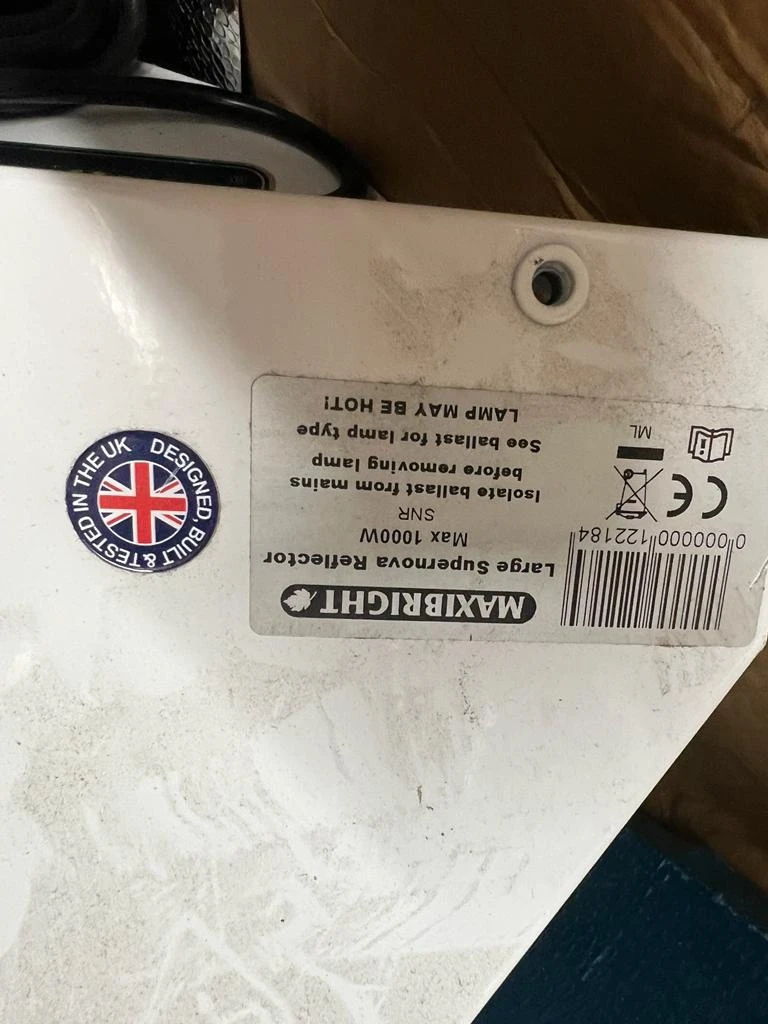 MAXIBRIGHT
Large Supernova Reflector
Max 1000W
SNR
Isolate ballast from mains
before removing lamp
See ballast for lamp type
LAMP MAY BE HOT!
0 000000 122184
CE
ML
DESIGNED, BUILT & TESTED IN THE UK